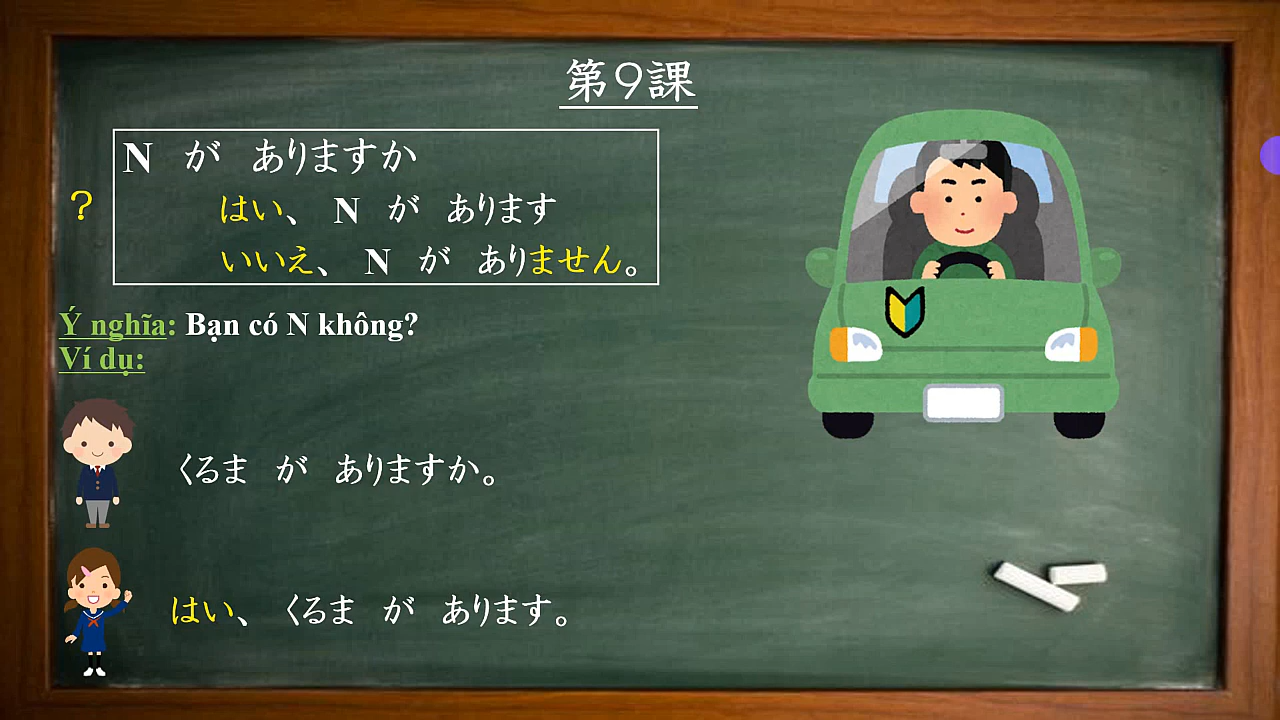 第9課
N が ありますか
? はい、 N が あります
いいえ、 N が ありません。
Ý nghĩa: Bạn có N không?
Ví dụ:
くるま が ありますか。
はい、 くるま が あります。